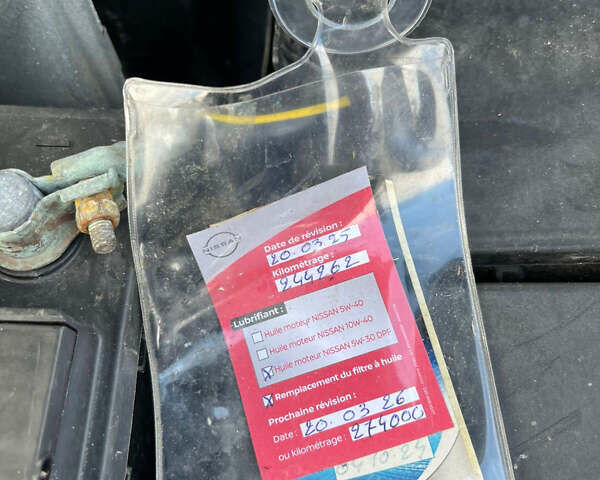 NISSAN
Date de révision :
20.03.25
Kilométrage :
244262
Lubrifiant :
Huile moteur NISSAN 5W-40
Huile moteur NISSAN 10W-40
Huile moteur NISSAN 5W-30 DPF
Remplacement du filtre à huile
Prochaine révision :
Date : 20.03 26
ou kilométrage : 274000